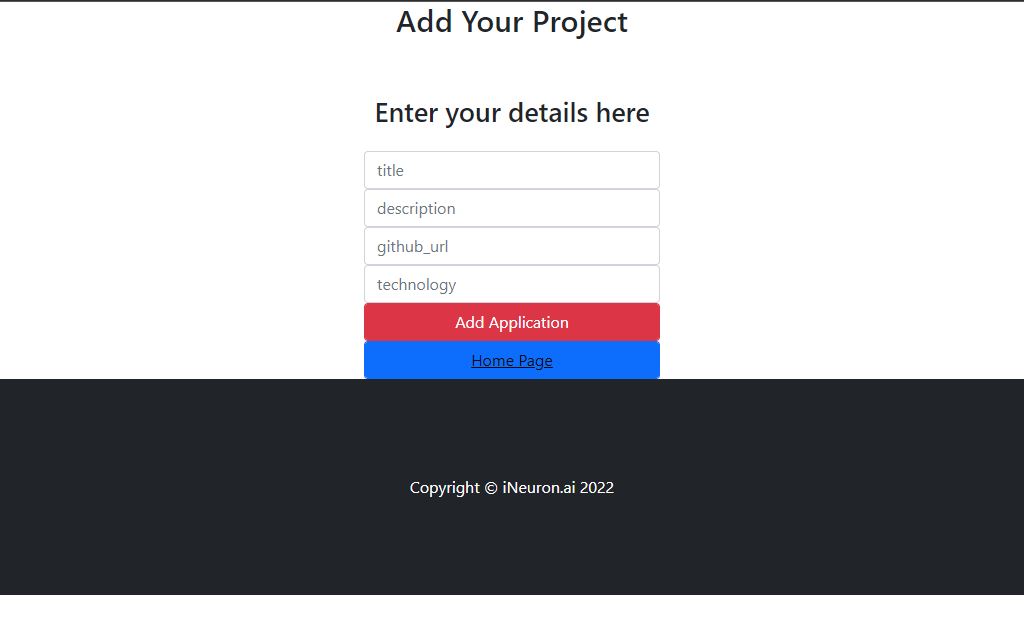 Add Your Project
Enter your details here
title
description
github_url
technology
Add Application
Home Page
Copyright © iNeuron.ai 2022